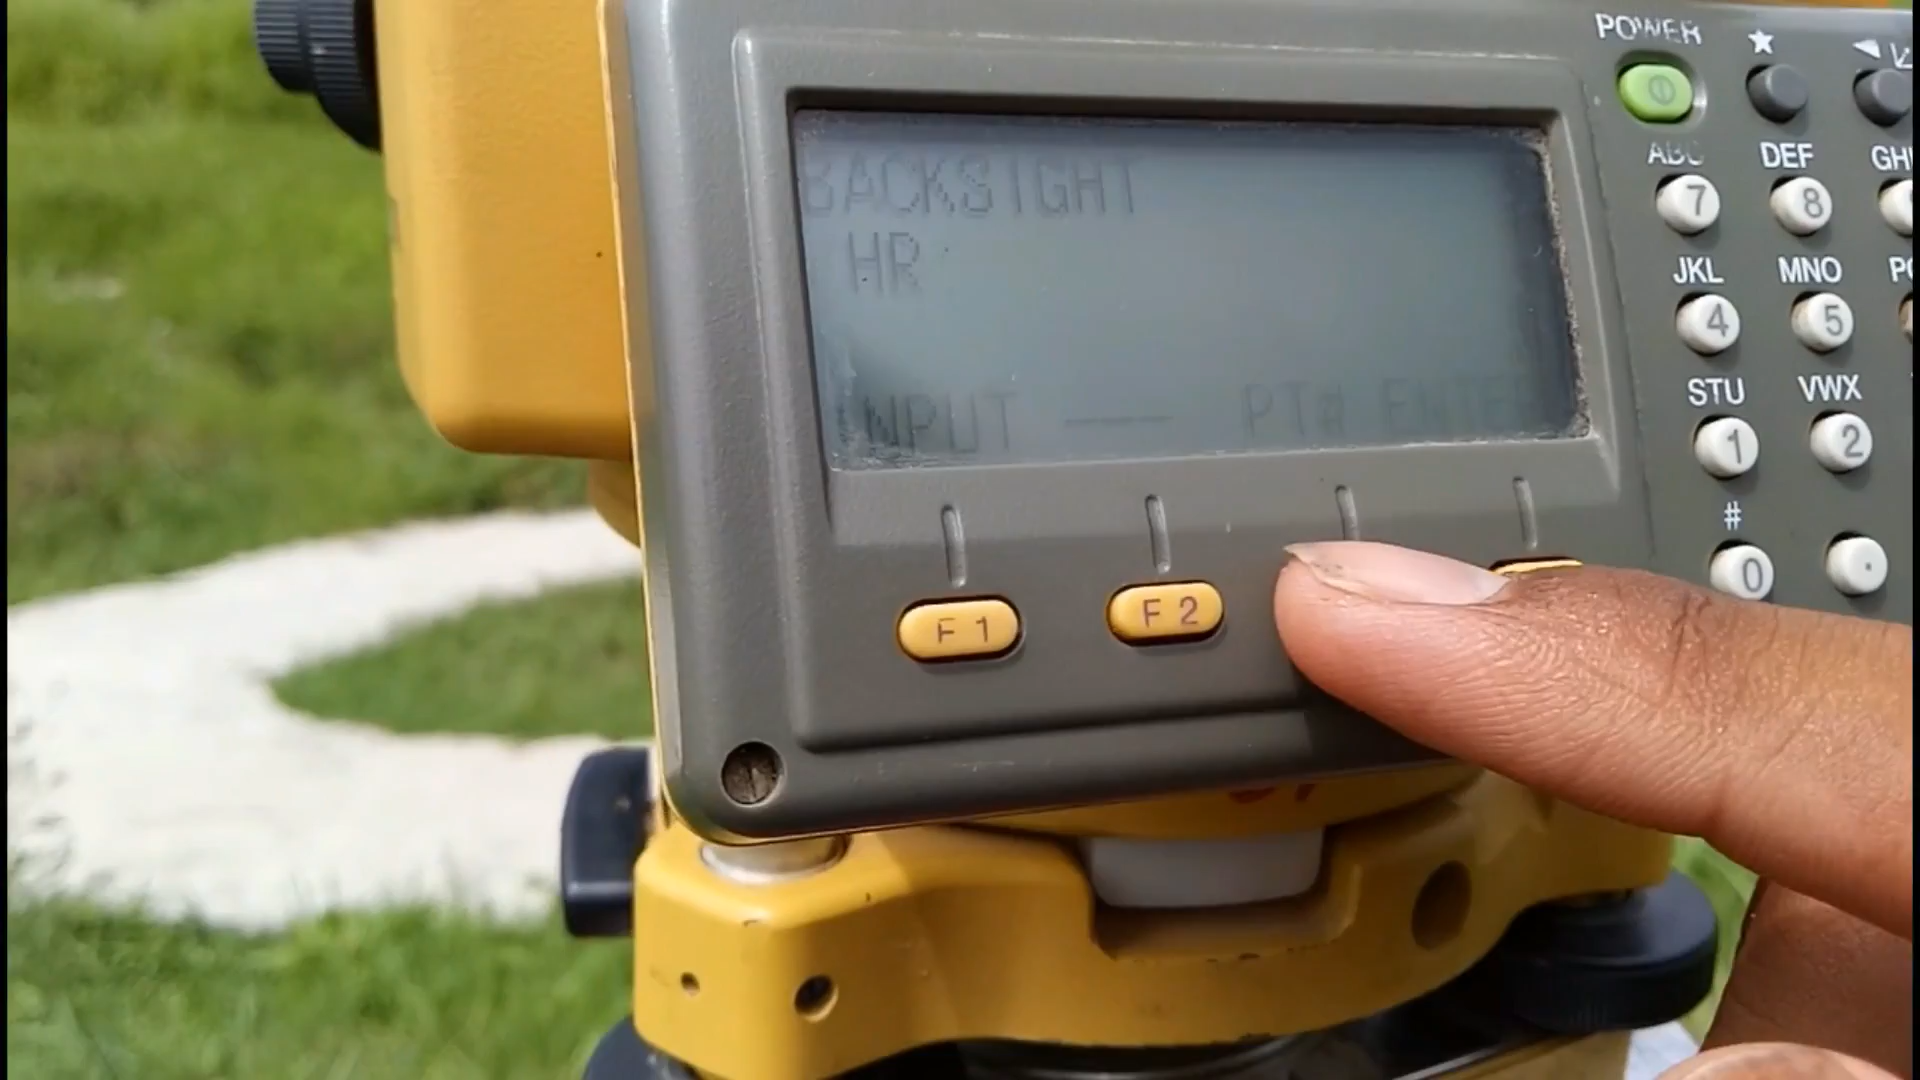 POWER ★
BACKSIGHT
HR
INPUT --- PT# ENTER
F1 F2
ABC DEF GHI
7 8
JKL MNO
4 5
STU VWX
1 2
#
0 .